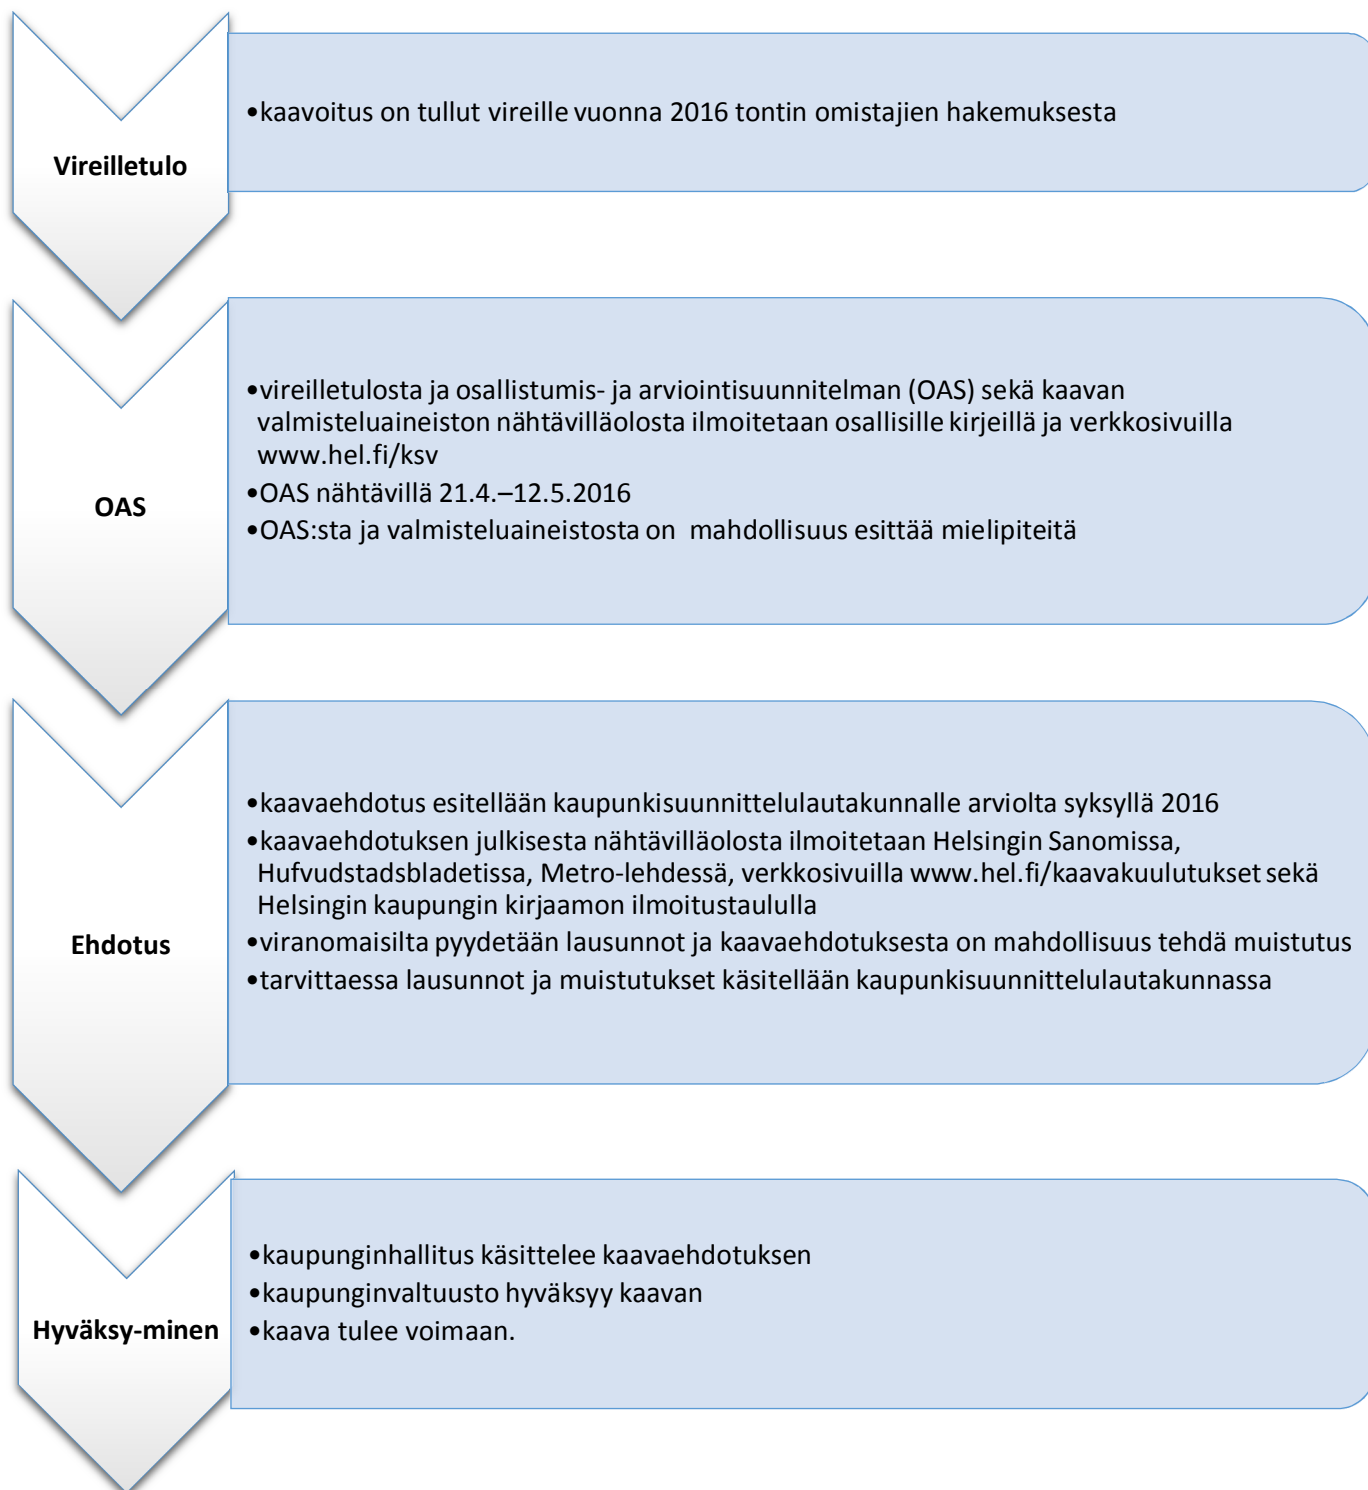 Vireilletulo
•kaavoitus on tullut vireille vuonna 2016 tontin omistajien hakemuksesta
OAS
•vireilletulosta ja osallistumis- ja arviointisuunnitelman (OAS) sekä kaavan
valmisteluaineiston nähtävilläolosta ilmoitetaan osallisille kirjeillä ja verkkosivuilla
www.hel.fi/ksv
•OAS nähtävillä 21.4.–12.5.2016
•OAS:sta ja valmisteluaineistosta on mahdollisuus esittää mielipiteitä
Ehdotus
•kaavaehdotus esitellään kaupunkisuunnittelulautakunnalle arviolta syksyllä 2016
•kaavaehdotuksen julkisesta nähtävilläolosta ilmoitetaan Helsingin Sanomissa,
Hufvudstadsbladetissa, Metro-lehdessä, verkkosivuilla www.hel.fi/kaavakuulutukset sekä
Helsingin kaupungin kirjaamon ilmoitustaululla
•viranomaisilta pyydetään lausunnot ja kaavaehdotuksesta on mahdollisuus tehdä muistutus
•tarvittaessa lausunnot ja muistutukset käsitellään kaupunkisuunnittelulautakunnassa
Hyväksy-minen
•kaupunginhallitus käsittelee kaavaehdotuksen
•kaupunginvaltuusto hyväksyy kaavan
•kaava tulee voimaan.